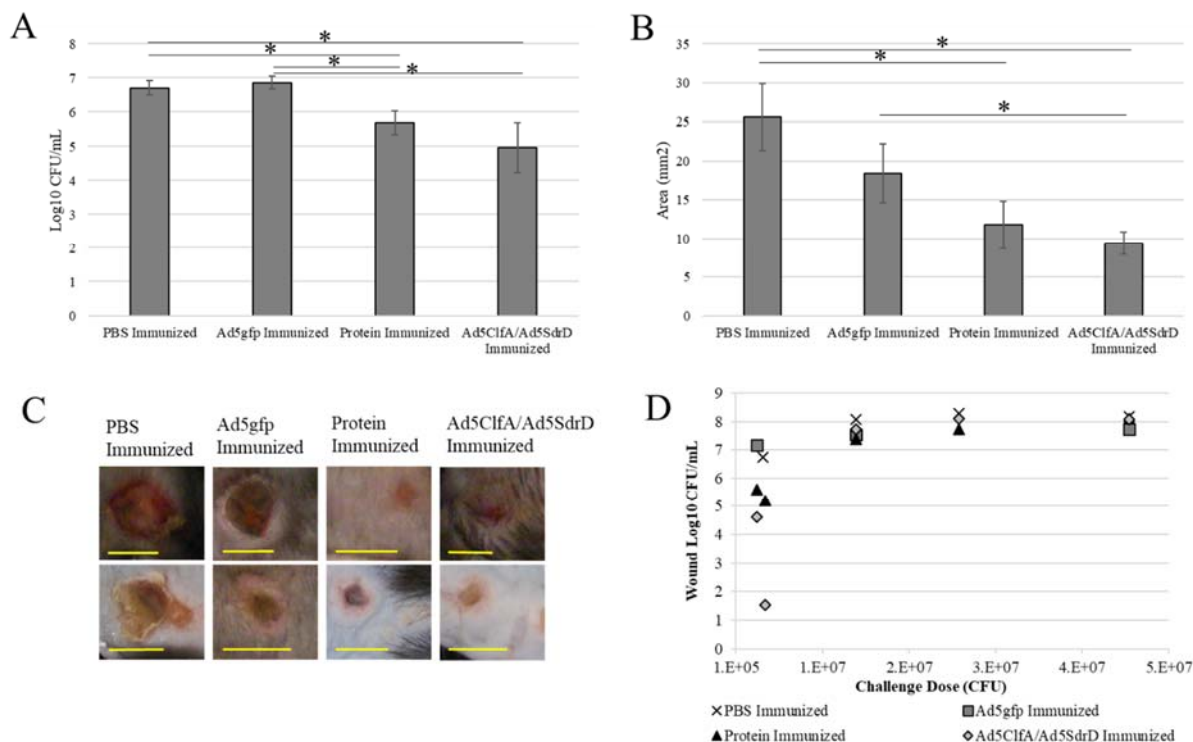 A
*
*
*
*
8
7
6
5
4
3
2
1
0
Log10 CFU/mL
PBS Immunized
Ad5gfp Immunized
Protein Immunized
Ad5ClfA/Ad5SdrD
Immunized
B
*
*
*
35
30
25
20
15
10
5
0
Area (mm2)
PBS Immunized
Ad5gfp Immunized
Protein Immunized
Ad5ClfA/Ad5SdrD
Immunized
C
PBS
Immunized
Ad5gfp
Immunized
Protein
Immunized
Ad5ClfA/Ad5SdrD
Immunized
D
9
8
7
6
5
4
3
2
1
0
Wound Log10 CFU/mL
1.E+05
1.E+07
2.E+07
3.E+07
4.E+07
5.E+07
Challenge Dose (CFU)
PBS Immunized
Ad5gfp Immunized
Protein Immunized
Ad5ClfA/Ad5SdrD Immunized